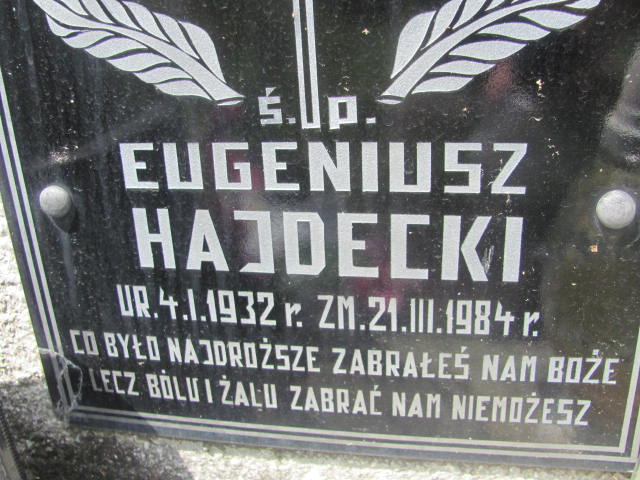 Ś. P.
EUGENIUSZ
HAJDECKI
UR. 4.I.1932 r. ZM. 21.III.1984 r.
CO BYŁO NAJDROŻSZE ZABRAŁEŚ NAM BOŻE
LECZ BÓLU I ŻALU ZABRAĆ NAM NIEMOŻESZ